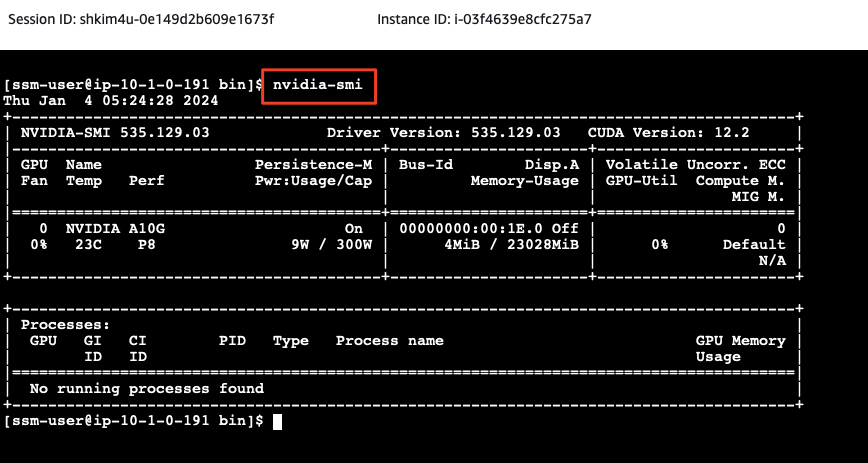 Session ID: shkim4u-0e149d2b609e1673f Instance ID: i-03f4639e8cfc275a7
[ssm-user@ip-10-1-0-191 bin]$ nvidia-smi
Thu Jan  4 05:24:28 2024
+---------------------------------------------------------------------------------------+
| NVIDIA-SMI 535.129.03             Driver Version: 535.129.03   CUDA Version: 12.2     |
|-----------------------------------------+----------------------+----------------------+
| GPU  Name                 Persistence-M | Bus-Id        Disp.A | Volatile Uncorr. ECC |
| Fan  Temp   Perf          Pwr:Usage/Cap |         Memory-Usage | GPU-Util  Compute M. |
|                                         |                      |               MIG M. |
|=========================================+======================+======================|
|   0  NVIDIA A10G                    On  | 00000000:00:1E.0 Off |                    0 |
|  0%   23C    P8               9W / 300W |      4MiB / 23028MiB |      0%      Default |
|                                         |                      |                  N/A |
+-----------------------------------------+----------------------+----------------------+
+---------------------------------------------------------------------------------------+
| Processes:                                                                            |
|  GPU   GI   CI        PID   Type   Process name                            GPU Memory |
|        ID   ID                                                             Usage      |
|=======================================================================================|
|  No running processes found                                                           |
+---------------------------------------------------------------------------------------+
[ssm-user@ip-10-1-0-191 bin]$